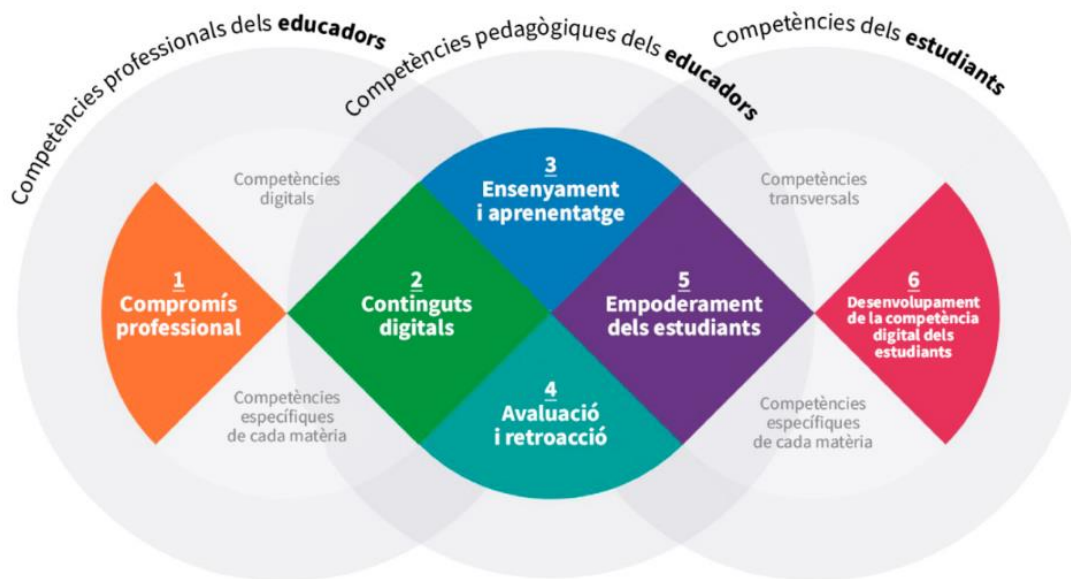 Competències professionals dels educadors
Competències pedagògiques dels educadors
Competències dels estudiants
Competències
digitals
3
Ensenyament
i aprenentatge
Competències
transversals
1
Compromís
professional
2
Continguts
digitals
5
Empoderament
dels estudiants
6
Desenvolupament
de la competència
digital dels
estudiants
Competències
específiques
de cada matèria
4
Avaluació
i retroacció
Competències
específiques
de cada matèria